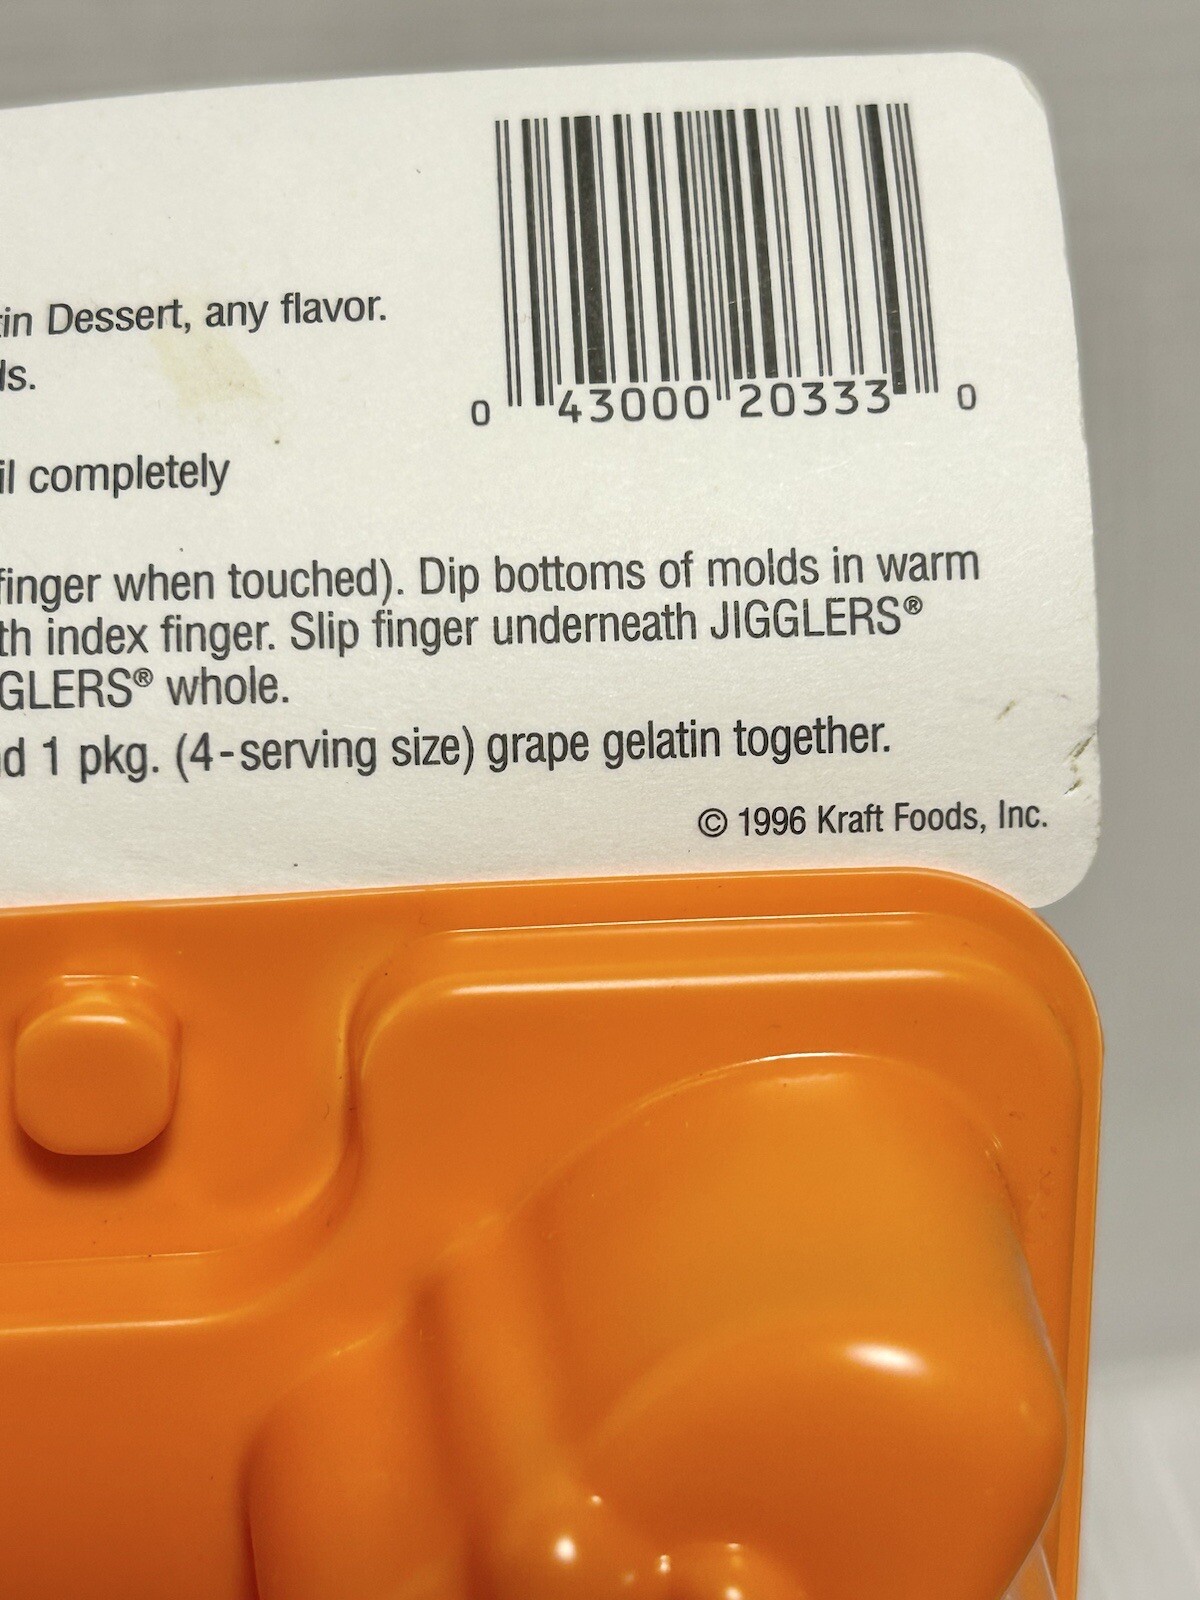 0 43000 20333 0
in Dessert, any flavor.
ls.
il completely
finger when touched). Dip bottoms of molds in warm
th index finger. Slip finger underneath JIGGLERS®
GLERS® whole.
d 1 pkg. (4-serving size) grape gelatin together.
© 1996 Kraft Foods, Inc.